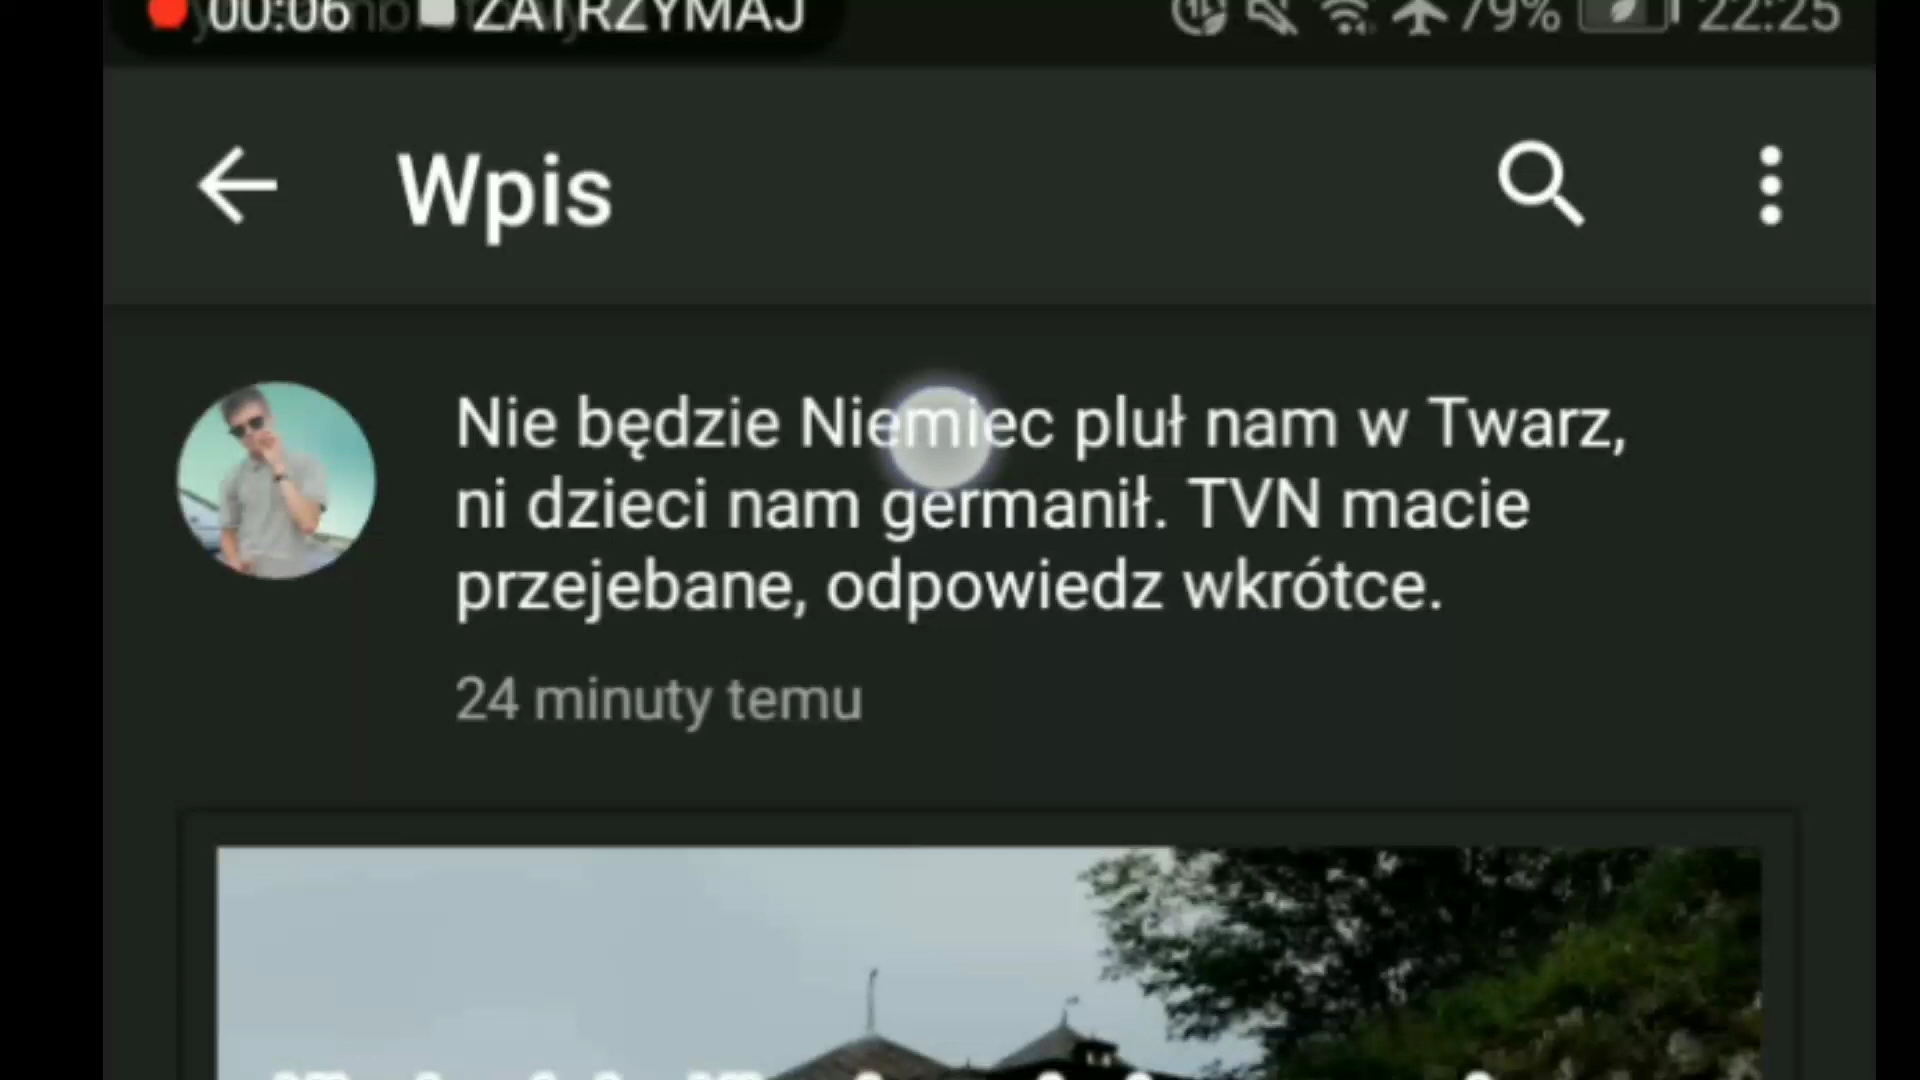 00:06 ZATRZYMAJ 79% 22:25
Wpis
Nie będzie Niemiec pluł nam w Twarz,
ni dzieci nam germanił. TVN macie
przejebane, odpowiedz wkrótce.
24 minuty temu